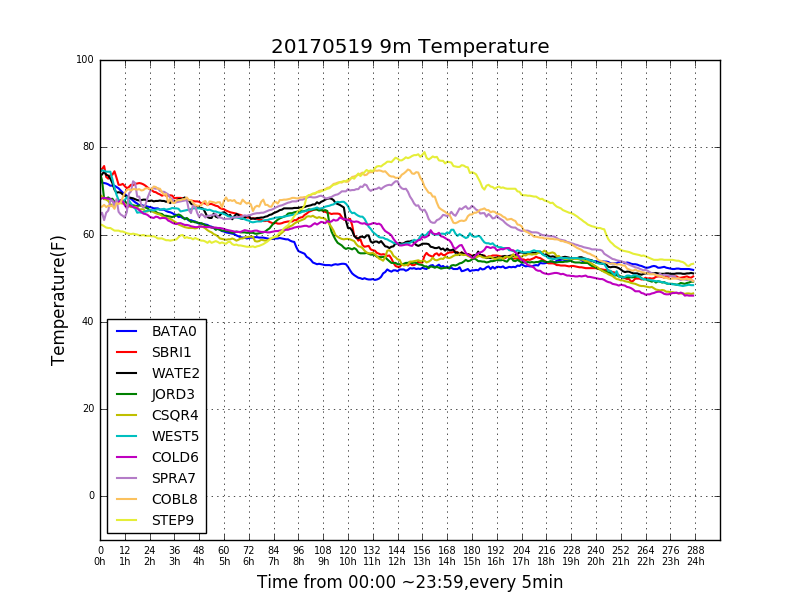 20170519 9m Temperature
100
80
60
40
20
0
Temperature(F)
BATA0
SBRI1
WATE2
JORD3
CSQR4
WEST5
COLD6
SPRA7
COBL8
STEP9
0 12 24 36 48 60 72 84 96 108 120 132 144 156 168 180 192 204 216 228 240 252 264 276 288
0h 1h 2h 3h 4h 5h 6h 7h 8h 9h 10h 11h 12h 13h 14h 15h 16h 17h 18h 19h 20h 21h 22h 23h 24h
Time from 00:00 ~23:59,every 5min